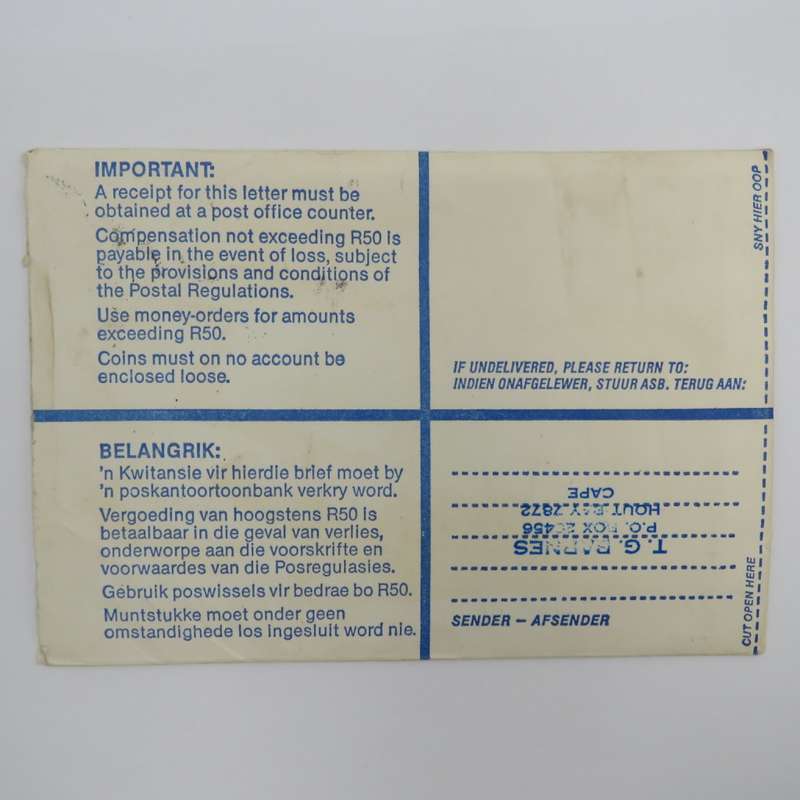 IMPORTANT:
A receipt for this letter must be
obtained at a post office counter.
Compensation not exceeding R50 is
payable in the event of loss, subject
to the provisions and conditions of
the Postal Regulations.
Use money-orders for amounts
exceeding R50.
Coins must on no account be
enclosed loose.
BELANGRIK:
'n Kwitansie vir hierdie brief moet by
'n poskantoortoonbank verkry word.
Vergoeding van hoogstens R50 is
betaalbaar in die geval van verlies,
onderworpe aan die voorskrifte en
voorwaardes van die Posregulasies.
Gebruik poswissels vir bedrae bo R50.
Muntstukke moet onder geen
omstandighede los ingesluit word nie.
IF UNDELIVERED, PLEASE RETURN TO:
INDIEN ONAFGELEWER, STUUR ASB. TERUG AAN:
T. G. BARNES
P.O. BOX 26456
HOUT BAY 7872
CAPE
SENDER – AFSENDER
SNY HIER OOP
CUT OPEN HERE